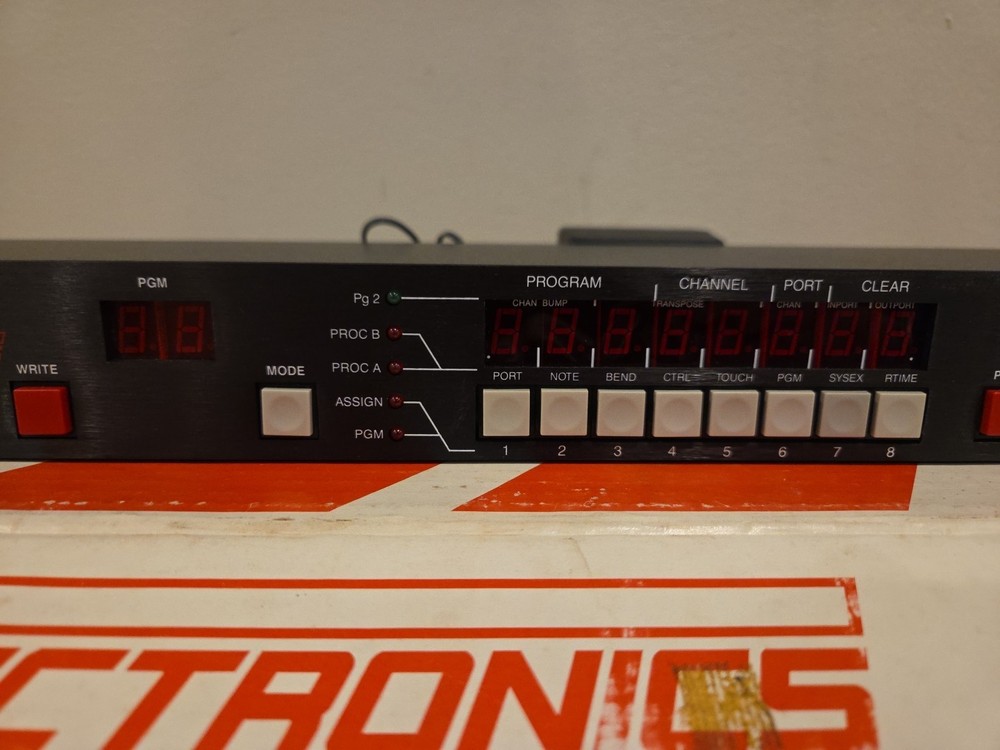 PGM
WRITE
MODE
Pg 2
PROC B
PROC A
ASSIGN
PGM
PROGRAM CHANNEL PORT CLEAR
CHAN BUMP TRANSPOSE CHAN INPORT OUTPORT
PORT NOTE BEND CTRL TOUCH PGM SYSEX RTIME
1 2 3 4 5 6 7 8
P
CTRONICS